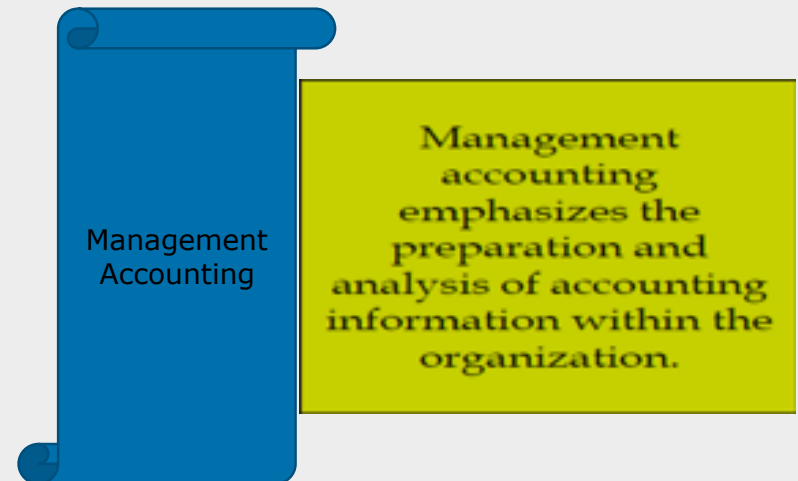 Management
Accounting
Management
accounting
emphasizes the
preparation and
analysis of accounting
information within the
organization.